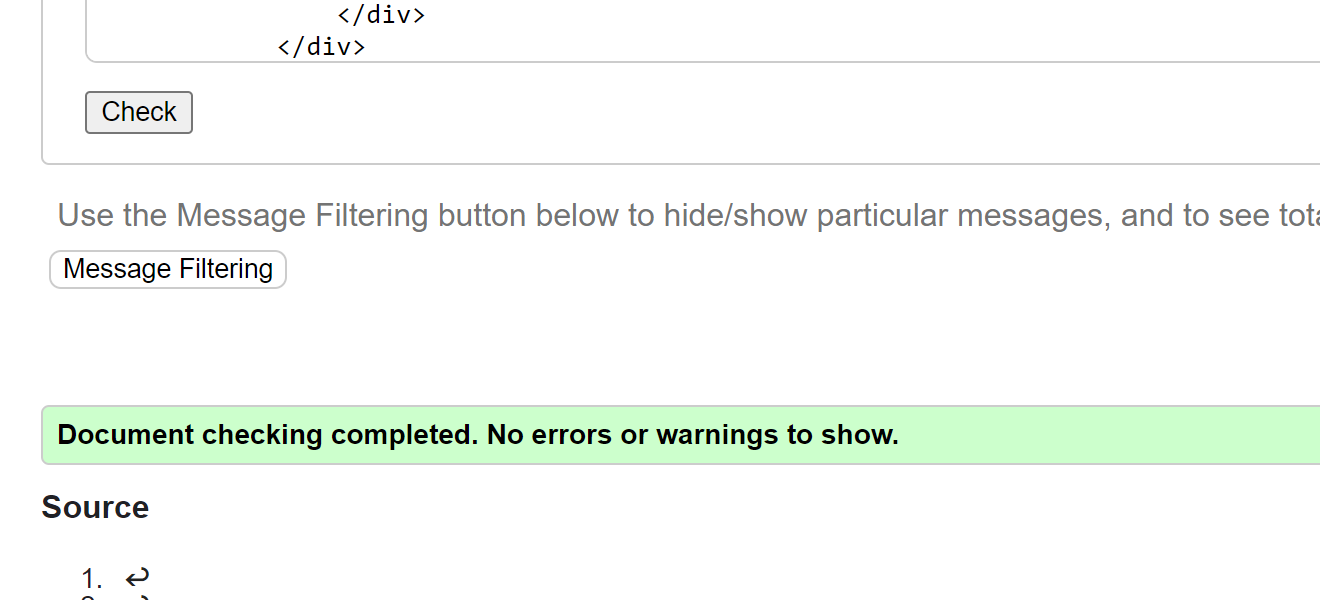 </div>
</div>
Check
Use the Message Filtering button below to hide/show particular messages, and to see
Message Filtering
Document checking completed. No errors or warnings to show.
Source
1. ↩